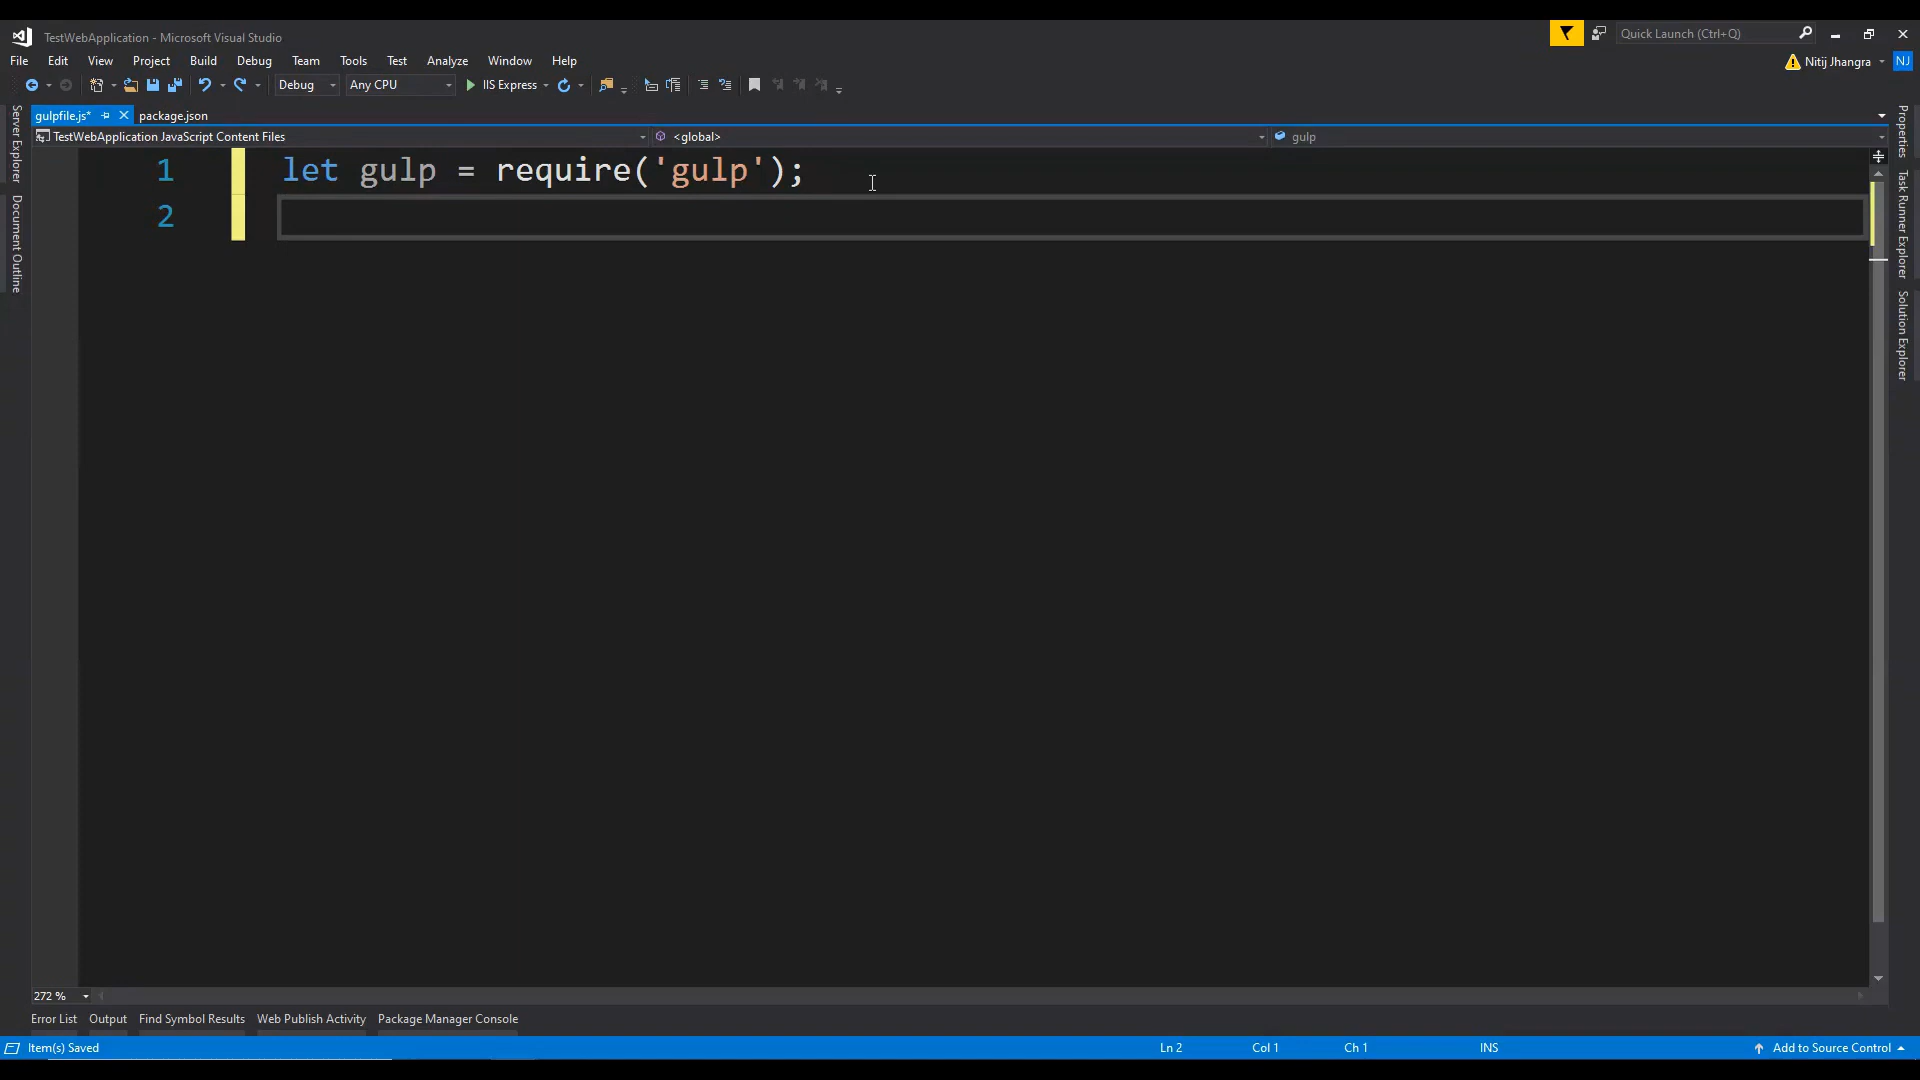 TestWebApplication - Microsoft Visual Studio
Quick Launch (Ctrl+Q)
File Edit View Project Build Debug Team Tools Test Analyze Window Help
Nitij Jhangra NJ
Debug Any CPU IIS Express
gulpfile.js* package.json
TestWebApplication JavaScript Content Files <global> gulp
1 let gulp = require('gulp');
2
Server Explorer
Document Outline
Properties
Task Runner Explorer
Solution Explorer
272 %
Error List Output Find Symbol Results Web Publish Activity Package Manager Console
Item(s) Saved Ln 2 Col 1 Ch 1 INS Add to Source Control